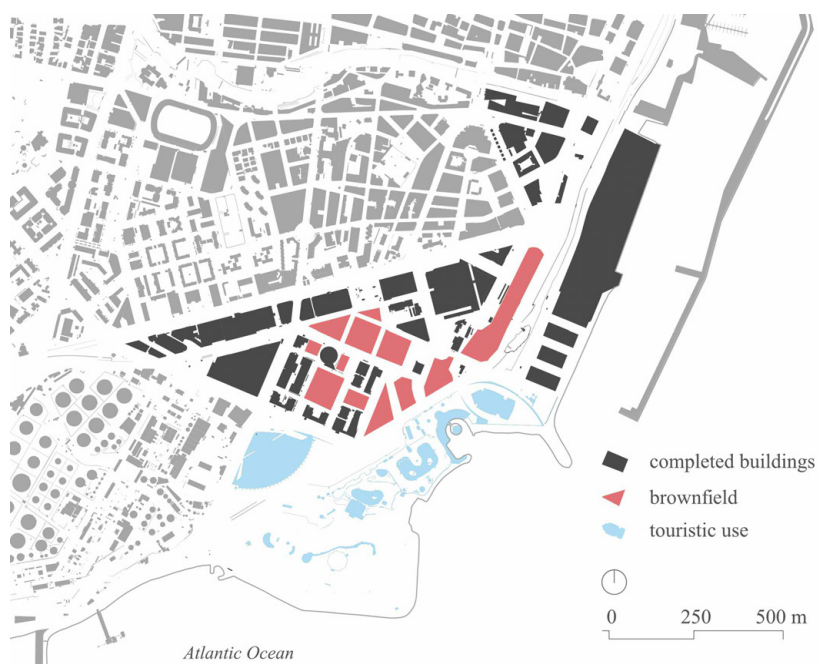 completed buildings
brownfield
touristic use
0 250 500 m
Atlantic Ocean